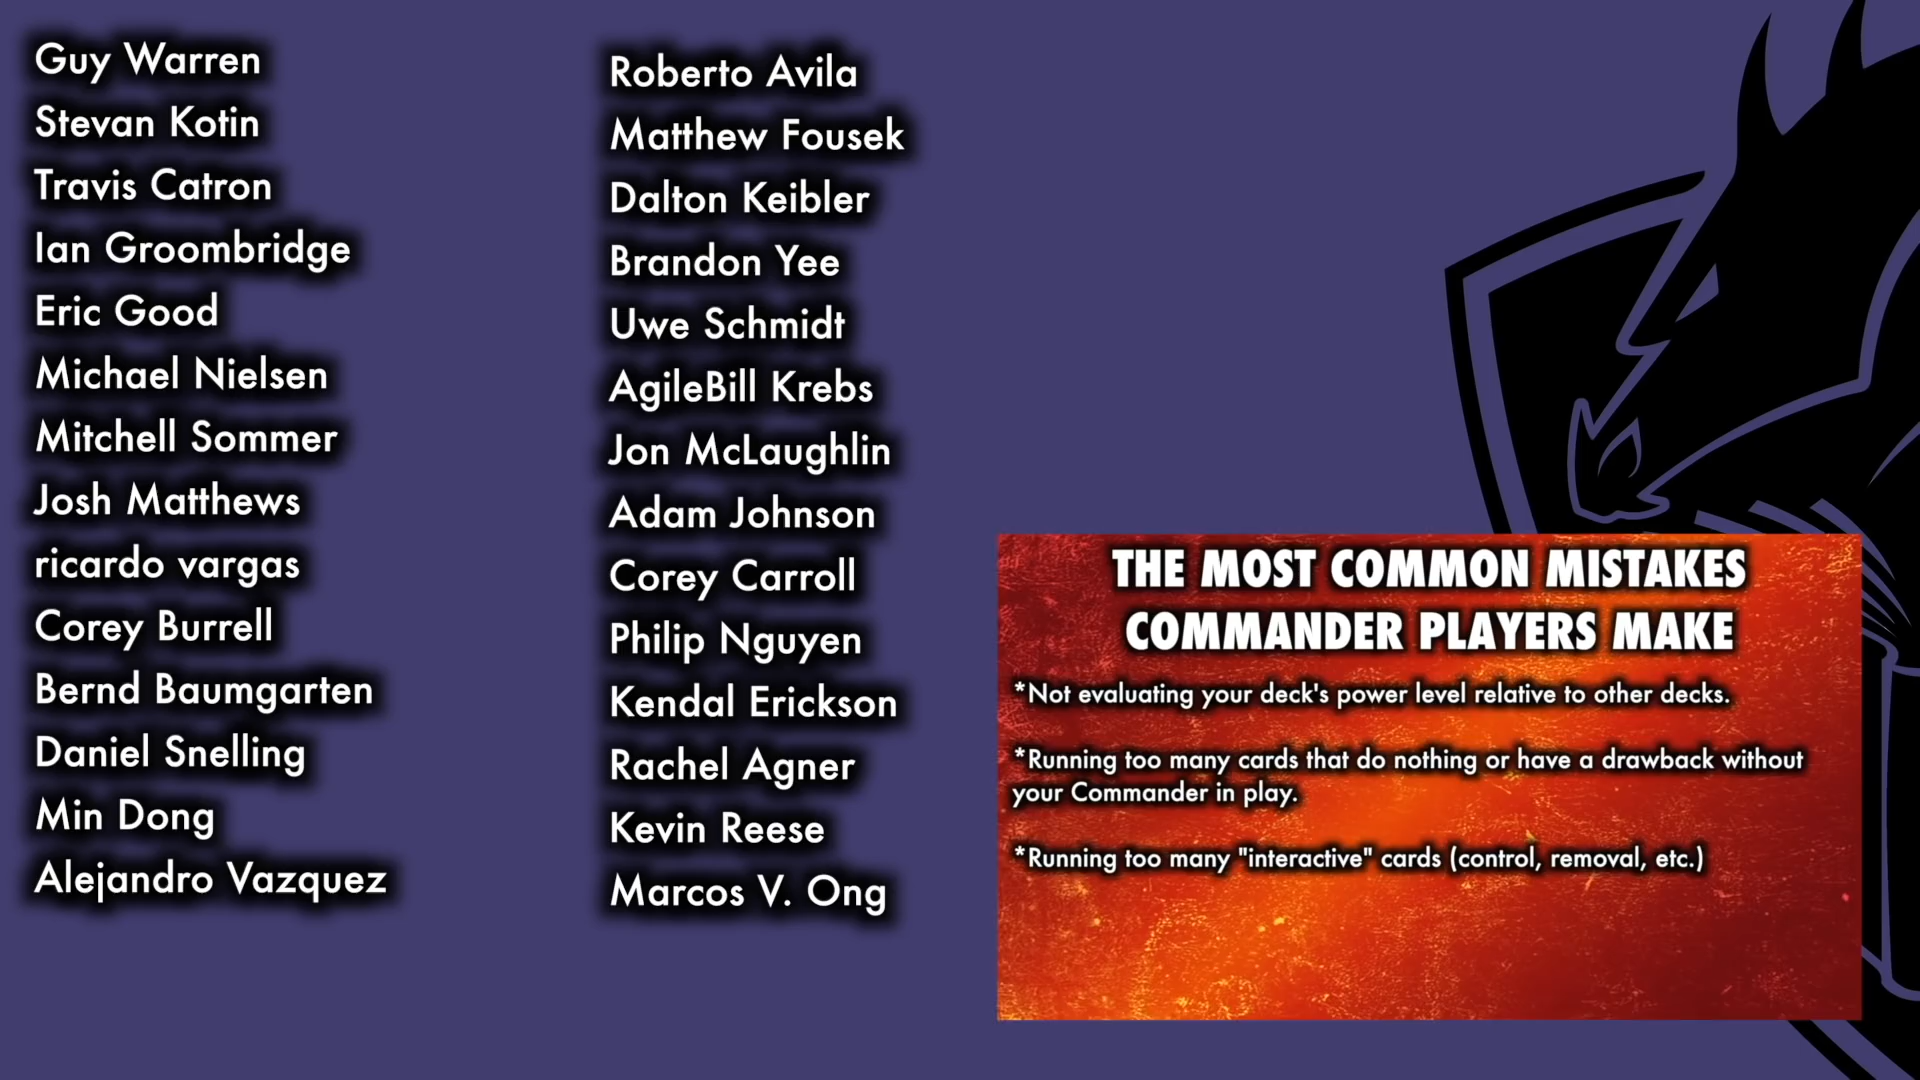 Guy Warren
Stevan Kotin
Travis Catron
Ian Groombridge
Eric Good
Michael Nielsen
Mitchell Sommer
Josh Matthews
ricardo vargas
Corey Burrell
Bernd Baumgarten
Daniel Snelling
Min Dong
Alejandro Vazquez
Roberto Avila
Matthew Fousek
Dalton Keibler
Brandon Yee
Uwe Schmidt
AgileBill Krebs
Jon McLaughlin
Adam Johnson
Corey Carroll
Philip Nguyen
Kendal Erickson
Rachel Agner
Kevin Reese
Marcos V. Ong
THE MOST COMMON MISTAKES
COMMANDER PLAYERS MAKE
*Not evaluating your deck's power level relative to other decks.
*Running too many cards that do nothing or have a drawback without
your Commander in play.
*Running too many "interactive" cards (control, removal, etc.)